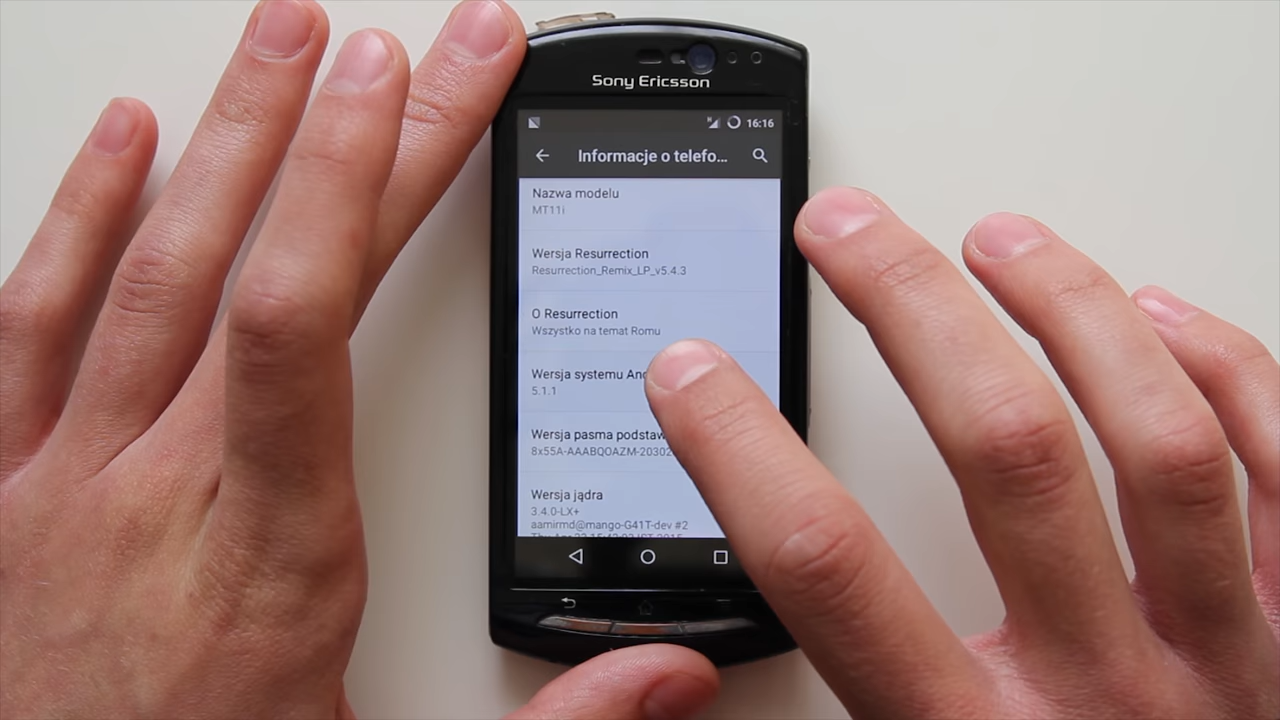 Sony Ericsson
H
16:16
Informacje o telefo...
Nazwa modelu
MT11i
Wersja Resurrection
Resurrection_Remix_LP_v5.4.3
O Resurrection
Wszystko na temat Romu
Wersja systemu
5.1.1
Wersja pasma podstaw
8x55A-AAABQOAZM-20302
Wersja jądra
3.4.0-LX+
aamirmd@mango-G41T-dev #2